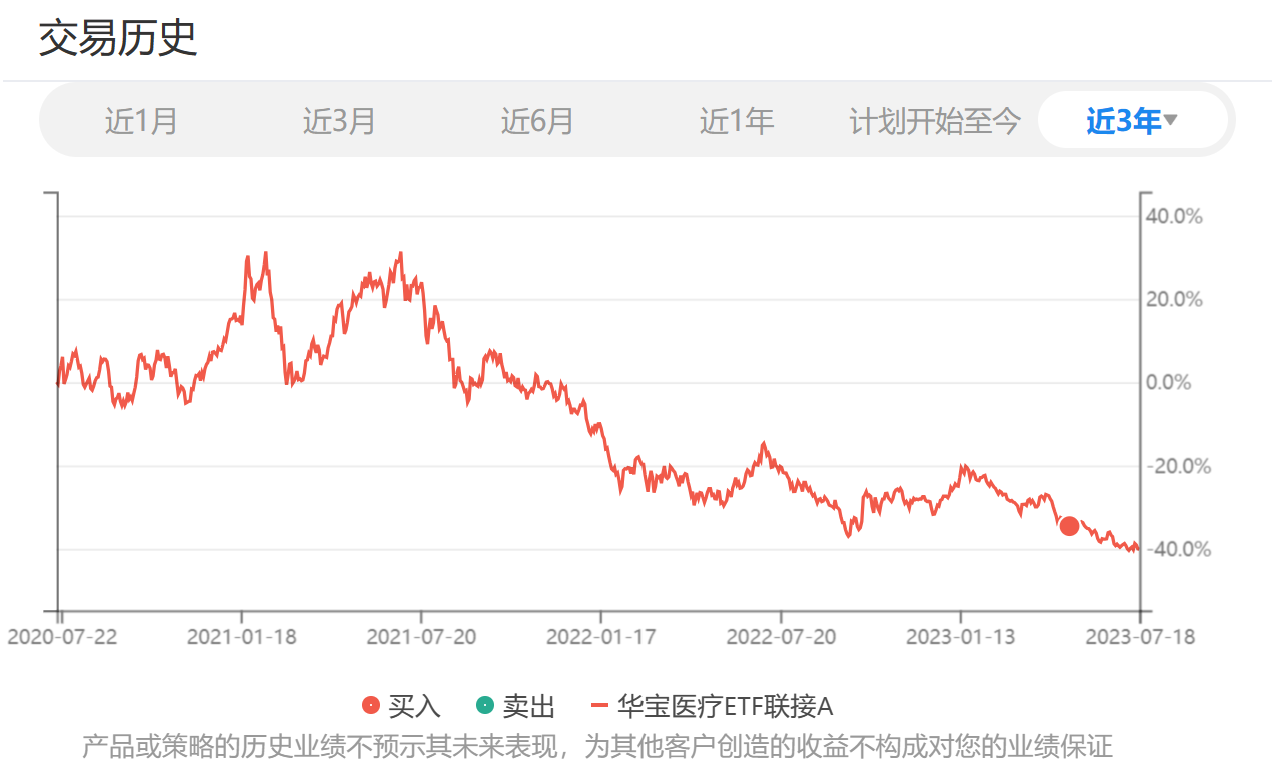 交易历史
近1月 近3月 近6月 近1年 计划开始至今 近3年▾
40.0%
20.0%
0.0%
-20.0%
-40.0%
2020-07-22 2021-01-18 2021-07-20 2022-01-17 2022-07-20 2023-01-13 2023-07-18
买入 卖出 华宝医疗ETF联接A
产品或策略的历史业绩不预示其未来表现，为其他客户创造的收益不构成对您的业绩保证